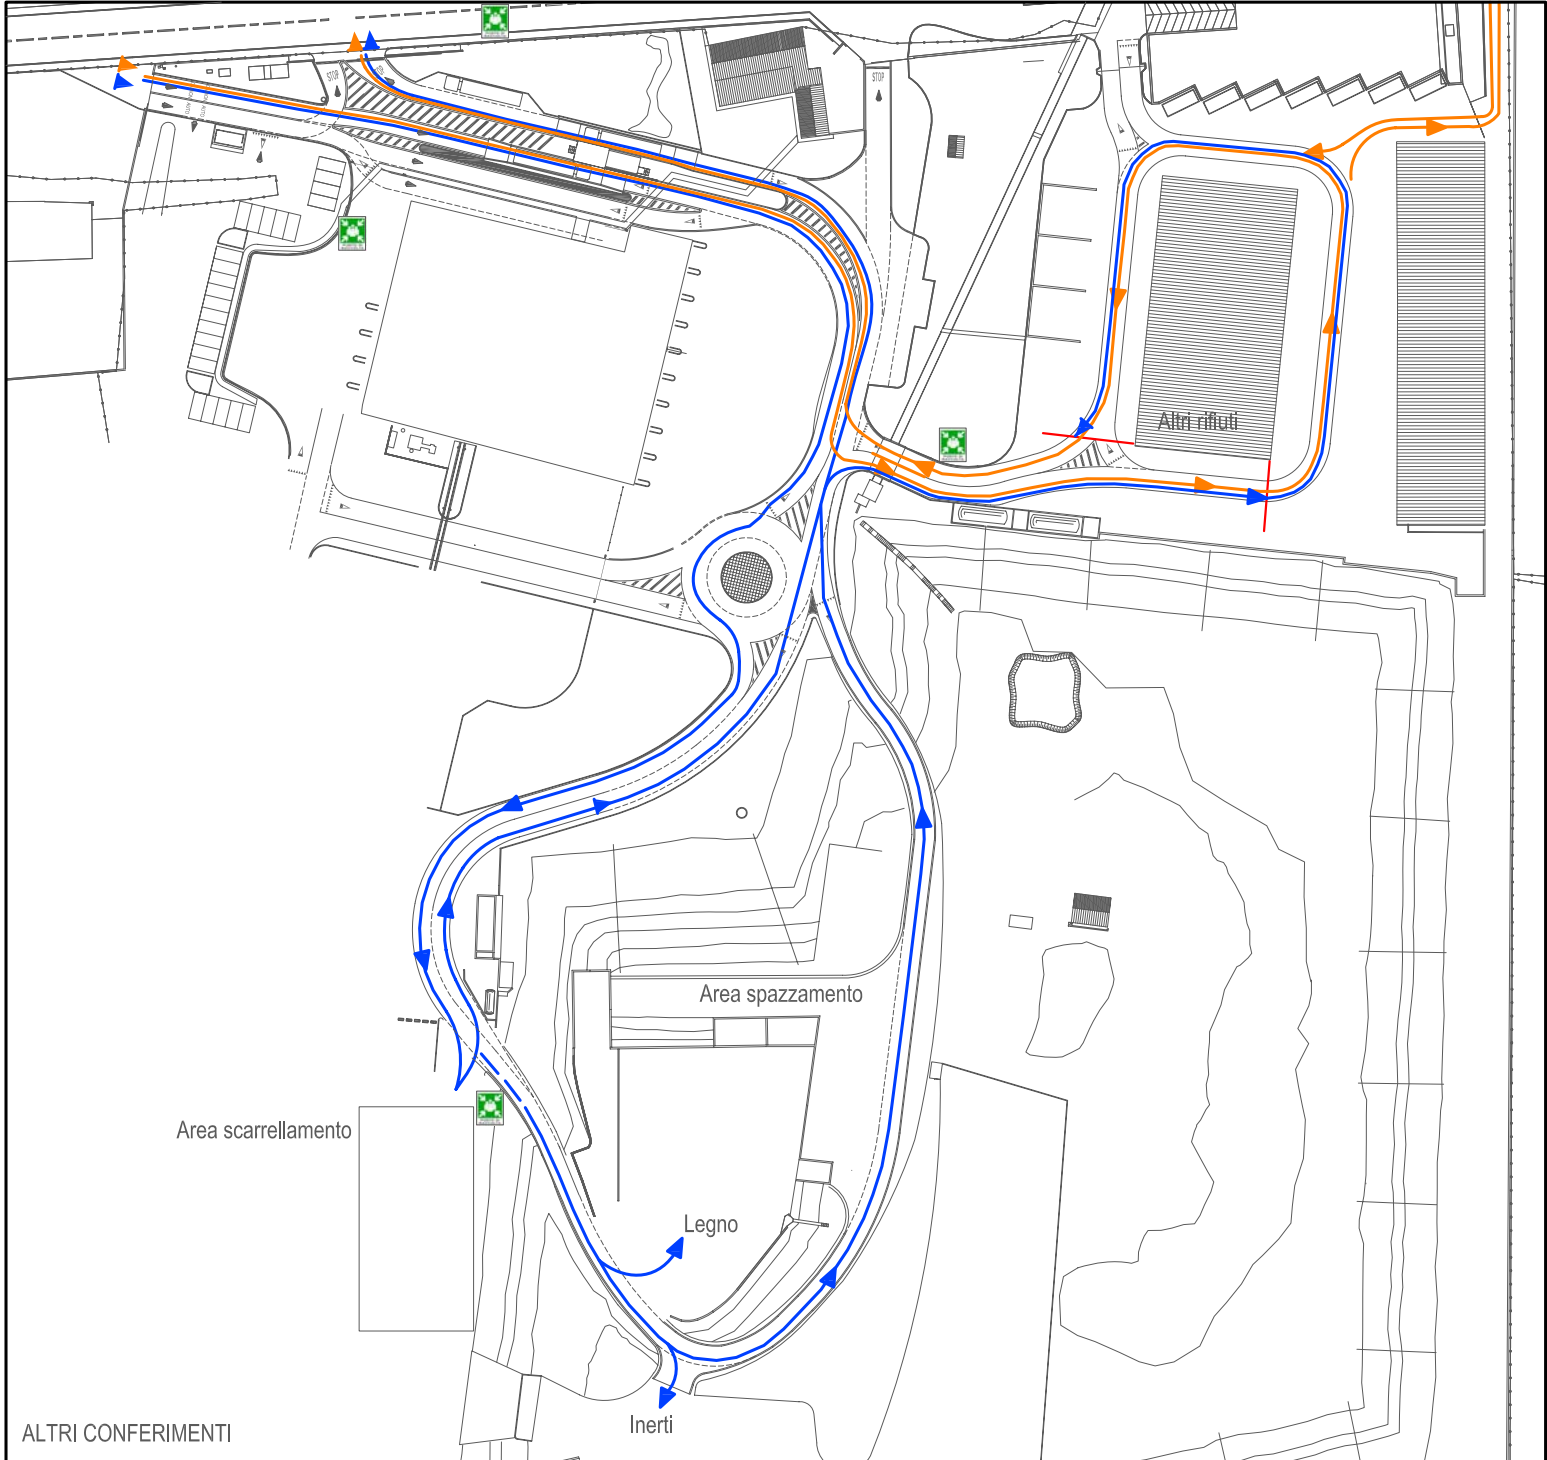 STOP
STOP
Altri rifiuti
Area spazzamento
Area scarrellamento
Legno
Inerti
ALTRI CONFERIMENTI